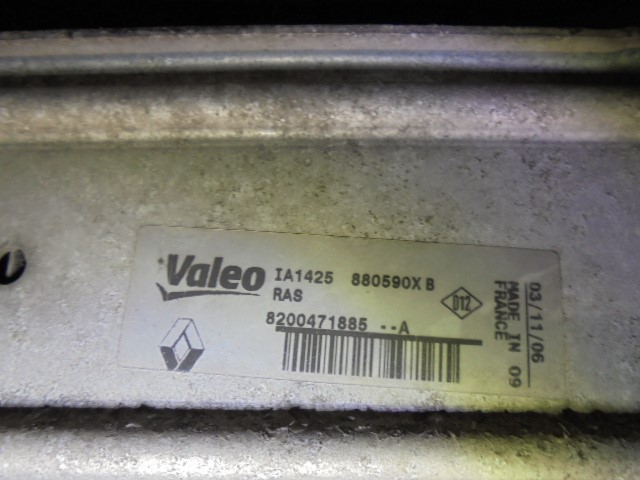 Valeo IA1425 880590X B
RAS
8200471885 --A
D12
03/11/06
MADE IN 09
FRANCE